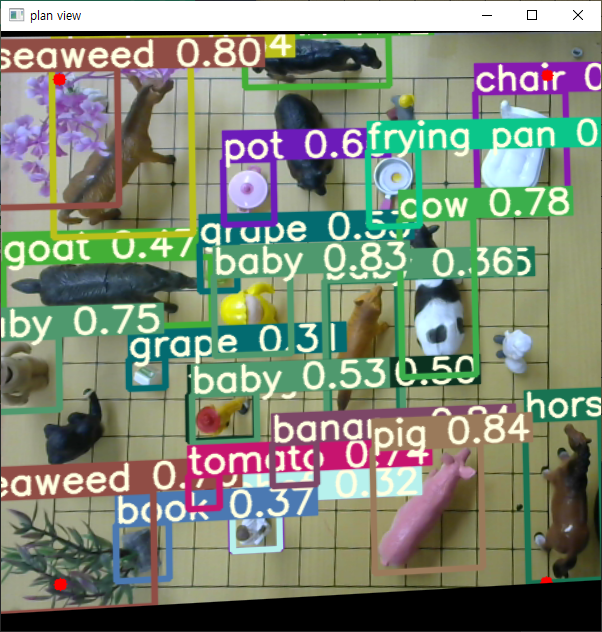 plan view
seaweed 0.80
4
chair 0
pot 0.6
frying pan 0
cow 0.78
grape 0.
goat 0.47
baby 0.83
0.365
aby 0.75
grape 0.31
baby 0.53
0.50
hors
bana
0.84
pig 0.84
tomato 0.74
eaweed 0.7
0.32
book 0.37